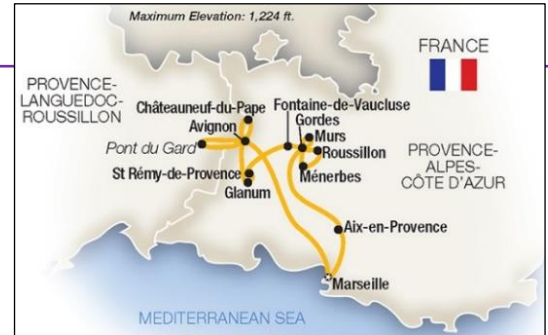 Maximum Elevation: 1,224 ft.
FRANCE
PROVENCE-
LANGUEDOC-
ROUSSILLON
Châteauneuf-du-Pape
Avignon
Pont du Gard
St Rémy-de-Provence
Glanum
Fontaine-de-Vaucluse
Gordes
Murs
Roussillon
Ménerbes
PROVENCE-
ALPES-
CÔTE D'AZUR
Aix-en-Provence
Marseille
MEDITERRANEAN SEA